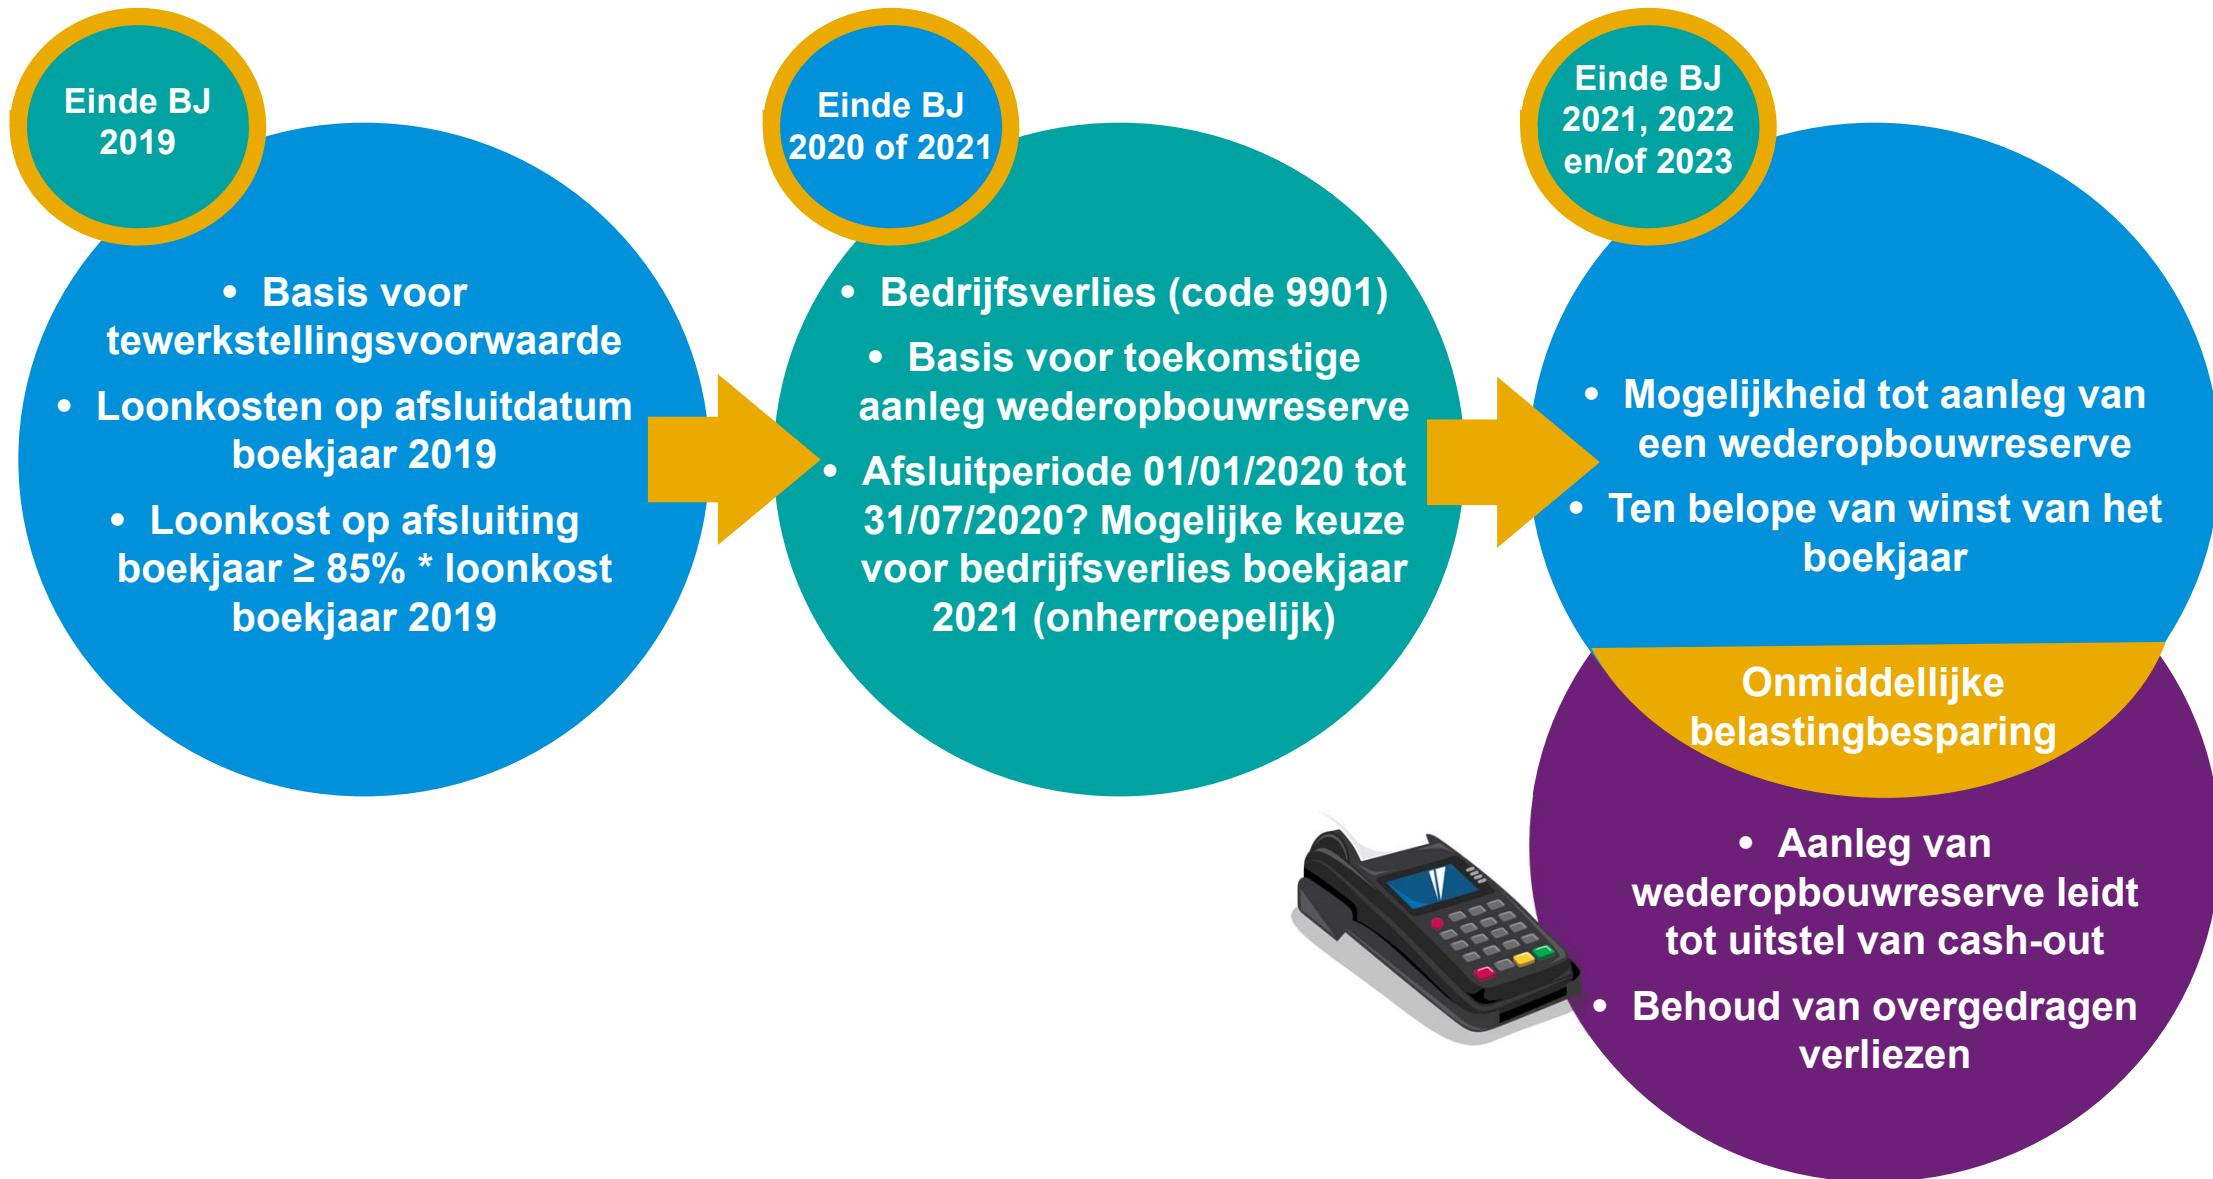 Einde BJ
2019
• Basis voor
tewerkstellingsvoorwaarde
• Loonkosten op afsluitdatum
boekjaar 2019
• Loonkost op afsluiting
boekjaar ≥ 85% * loonkost
boekjaar 2019
Einde BJ
2020 of 2021
• Bedrijfsverlies (code 9901)
• Basis voor toekomstige
aanleg wederopbouwreserve
• Afsluitperiode 01/01/2020 tot
31/07/2020? Mogelijke keuze
voor bedrijfsverlies boekjaar
2021 (onherroepelijk)
Einde BJ
2021, 2022
en/of 2023
• Mogelijkheid tot aanleg van
een wederopbouwreserve
• Ten belope van winst van het
boekjaar
Onmiddellijke
belastingbesparing
• Aanleg van
wederopbouwreserve leidt
tot uitstel van cash-out
• Behoud van overgedragen
verliezen